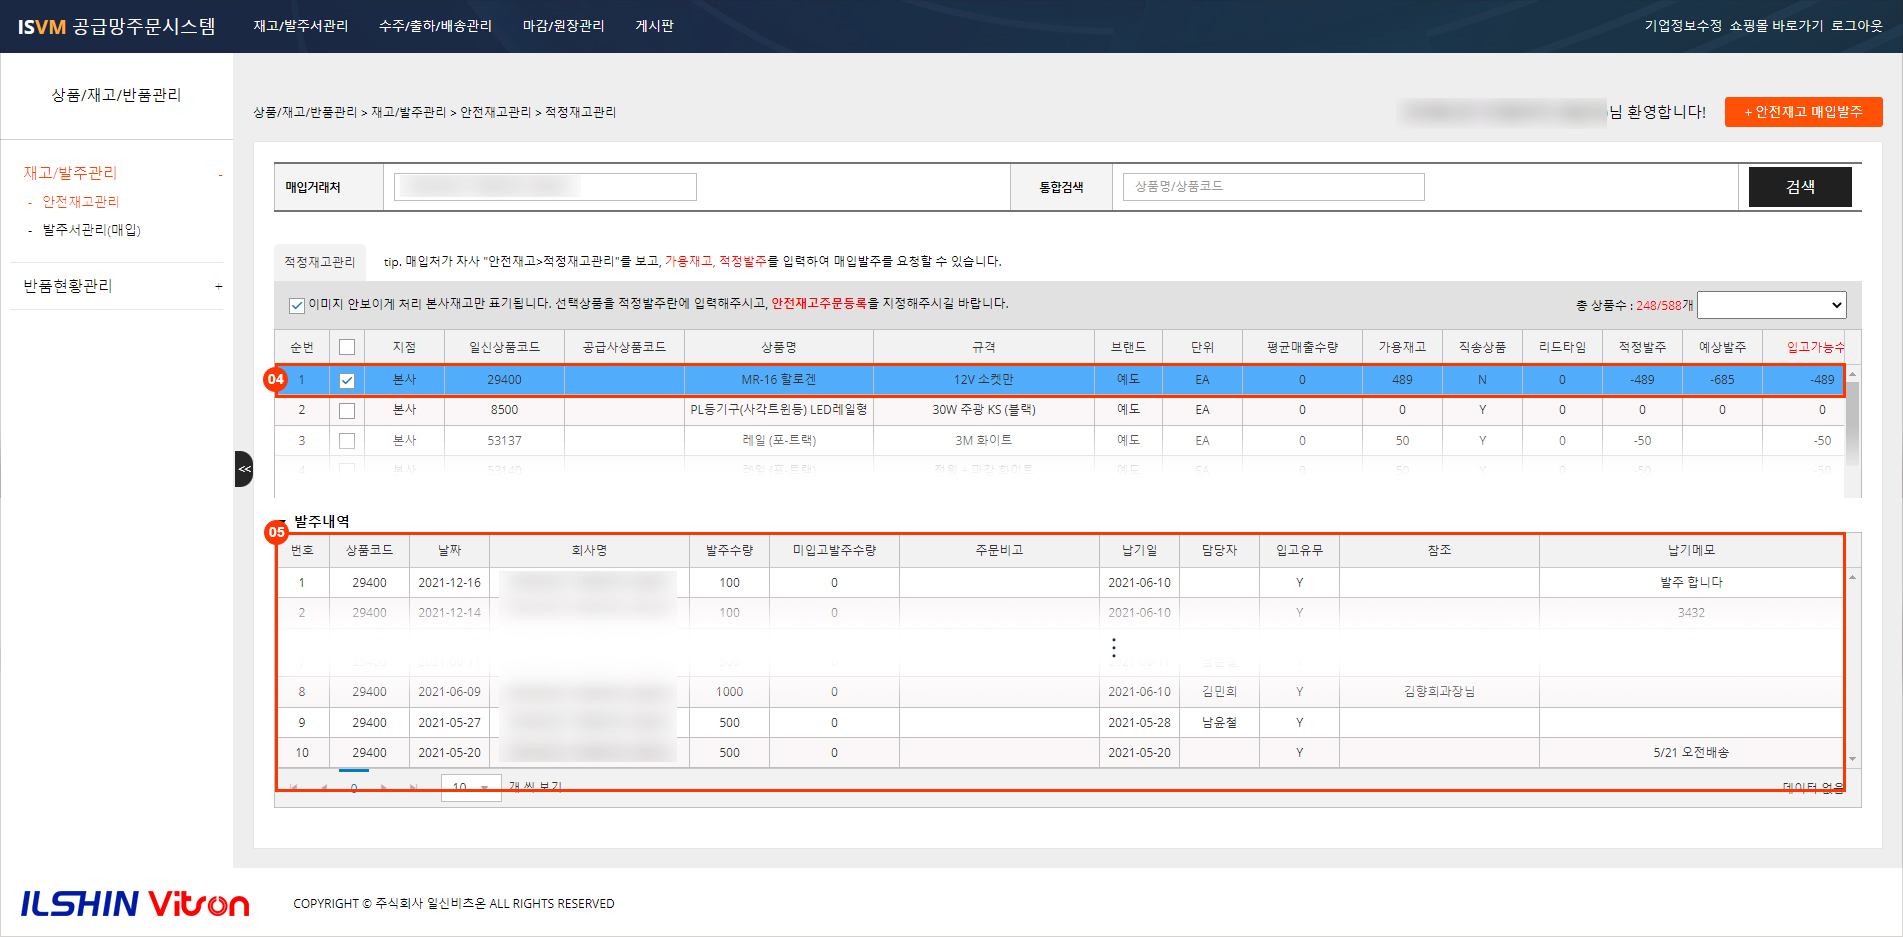 ISVM 공급망주문시스템 재고/발주서관리 수주/출하/배송관리 마감/원장관리 게시판 기업정보수정 쇼핑몰 바로가기 로그아웃
상품/재고/반품관리
상품/재고/반품관리 > 재고/발주관리 > 안전재고관리 > 적정재고관리 님 환영합니다! + 안전재고 매입발주
재고/발주관리 -
- 안전재고관리
- 발주서관리(매입)
반품현황관리 +
<<
매입거래처 통합검색 상품명/상품코드 검색
적정재고관리 tip. 매입처가 자사 "안전재고>적정재고관리"를 보고, 가용재고, 적정발주를 입력하여 매입발주를 요청할 수 있습니다.
이미지 안보이게 처리 본사재고만 표기됩니다. 선택상품을 적정발주란에 입력해주시고, 안전재고주문등록을 지정해주시길 바랍니다. 총 상품수 : 248/588개
순번 지점 일신상품코드 공급사상품코드 상품명 규격 브랜드 단위 평균매출수량 가용재고 직송상품 리드타임 적정발주 예상발주 입고가능수
04 1 본사 29400 MR-16 할로겐 12V 소켓만 예도 EA 0 489 N 0 -489 -685 -489
2 본사 8500 PL등기구(사각트윈등) LED레일형 30W 주광 KS (블랙) 예도 EA 0 0 Y 0 0 0 0
3 본사 53137 레일 (포-트랙) 3M 화이트 예도 EA 0 50 Y 0 -50 -50
4 본사 53140 레일 (포-트랙) 전원 + 마감 화이트 예도 EA 0 50 Y 0 -50 -50
발주내역
05
번호 상품코드 날짜 회사명 발주수량 미입고발주수량 주문비고 납기일 담당자 입고유무 참조 납기메모
1 29400 2021-12-16 100 0 2021-06-10 Y 발주 합니다
2 29400 2021-12-14 100 0 2021-06-10 Y 3432
8 29400 2021-06-09 1000 0 2021-06-10 김민희 Y 김향희과장님
9 29400 2021-05-27 500 0 2021-05-28 남윤철 Y
10 29400 2021-05-20 500 0 2021-05-20 Y 5/21 오전배송
0 10 개 씩 보기 데이터 없음
ILSHIN Vitson COPYRIGHT © 주식회사 일신비츠온 ALL RIGHTS RESERVED